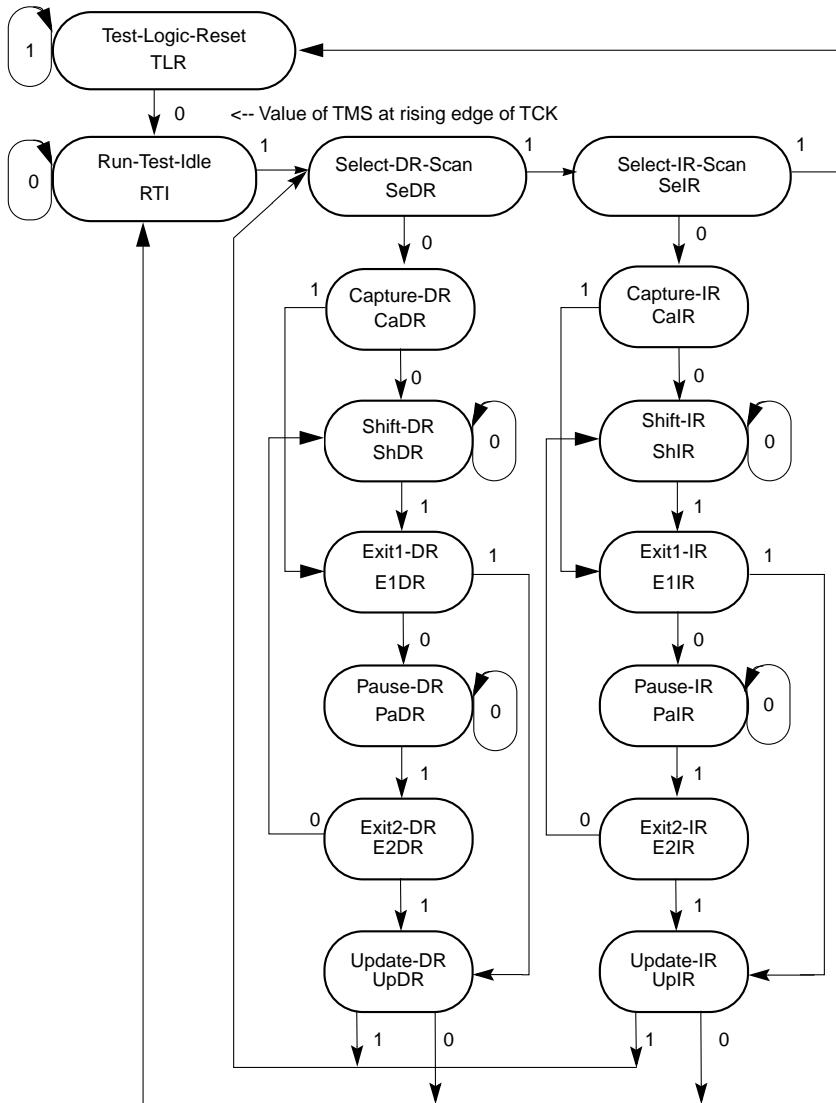 Test-Logic-Reset
TLR
1
0
<-- Value of TMS at rising edge of TCK
Run-Test-Idle
RTI
0
1
Select-DR-Scan
SeDR
1
Select-IR-Scan
SeIR
1
0
0
1
Capture-DR
CaDR
1
Capture-IR
CaIR
0
0
Shift-DR
ShDR
0
Shift-IR
ShIR
0
1
1
Exit1-DR
E1DR
1
Exit1-IR
E1IR
1
0
0
Pause-DR
PaDR
0
Pause-IR
PaIR
0
1
1
0
Exit2-DR
E2DR
0
Exit2-IR
E2IR
1
1
Update-DR
UpDR
Update-IR
UpIR
1
0
1
0